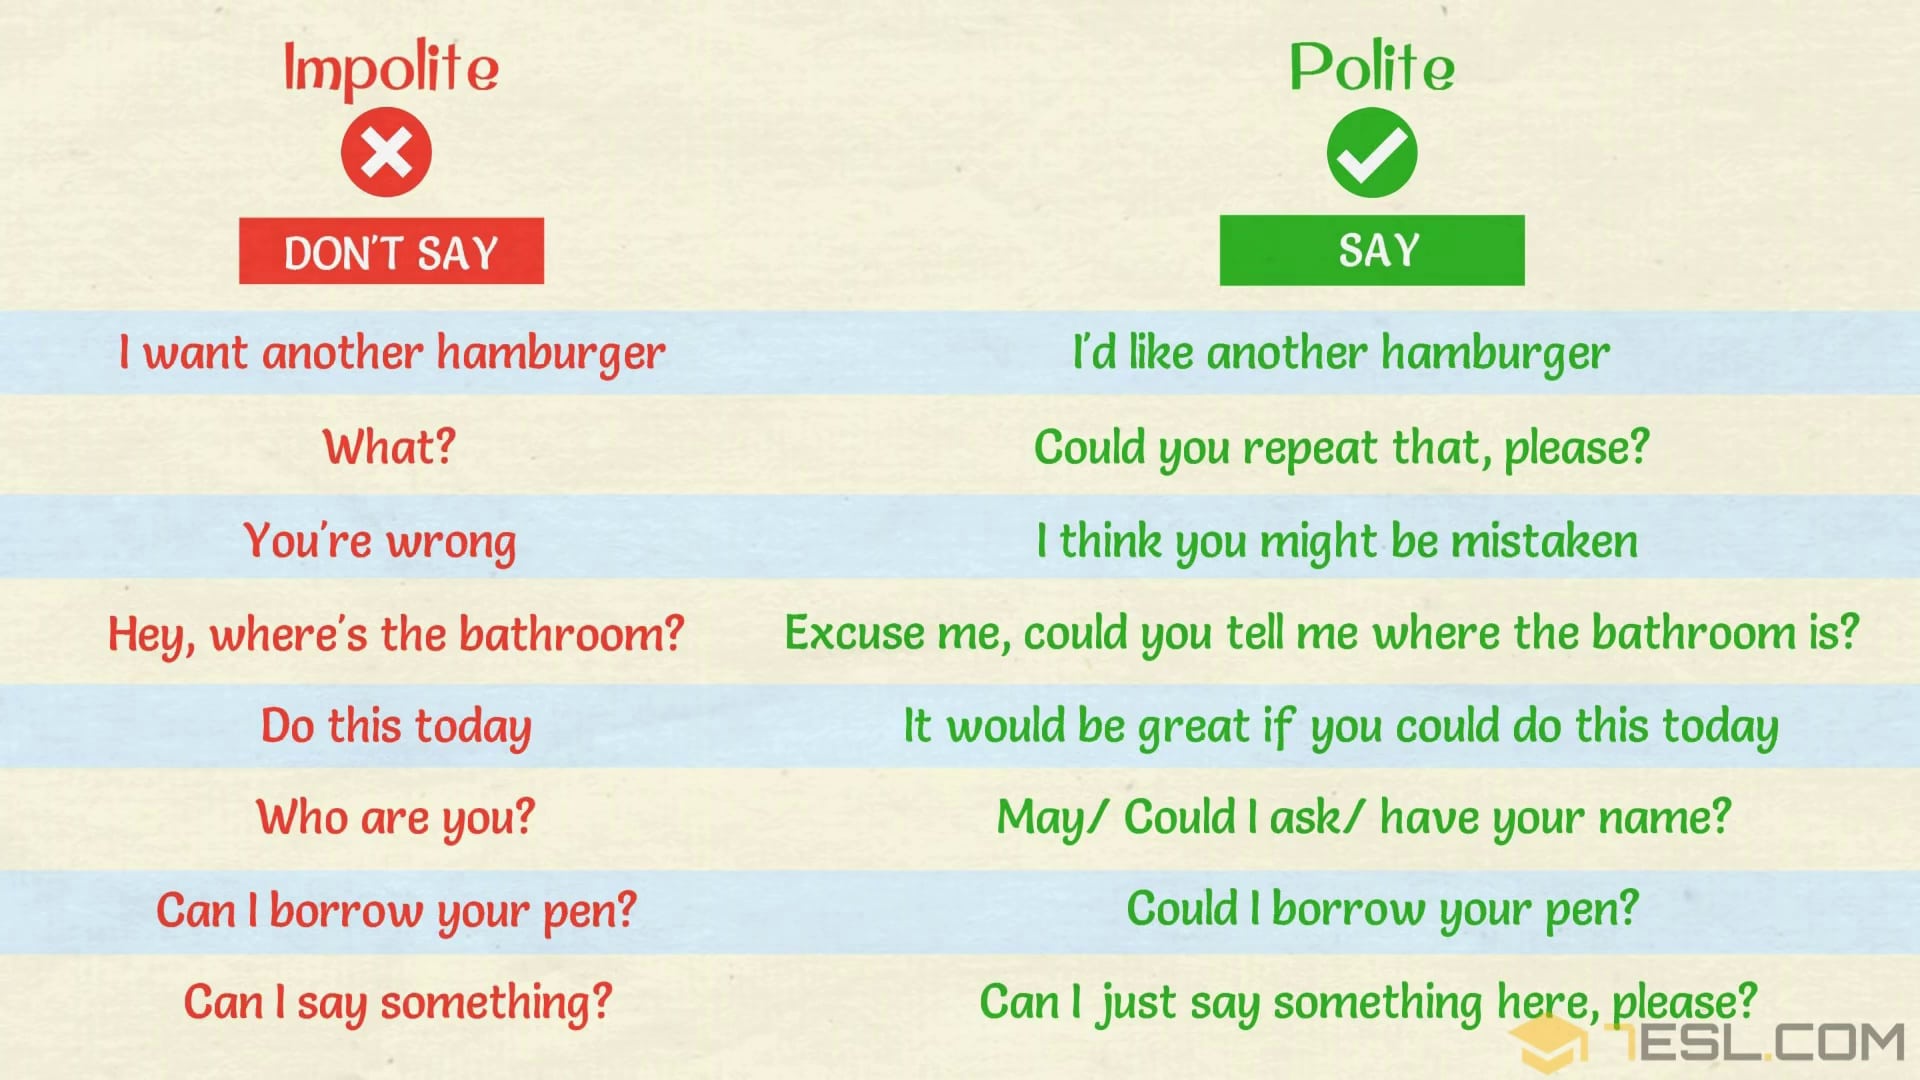 Impolite
Polite
DON'T SAY
SAY
I want another hamburger
I'd like another hamburger
What?
Could you repeat that, please?
You're wrong
I think you might be mistaken
Hey, where's the bathroom?
Excuse me, could you tell me where the bathroom is?
Do this today
It would be great if you could do this today
Who are you?
May/ Could I ask/ have your name?
Can I borrow your pen?
Could I borrow your pen?
Can I say something?
Can I just say something here, please?
7ESL.COM